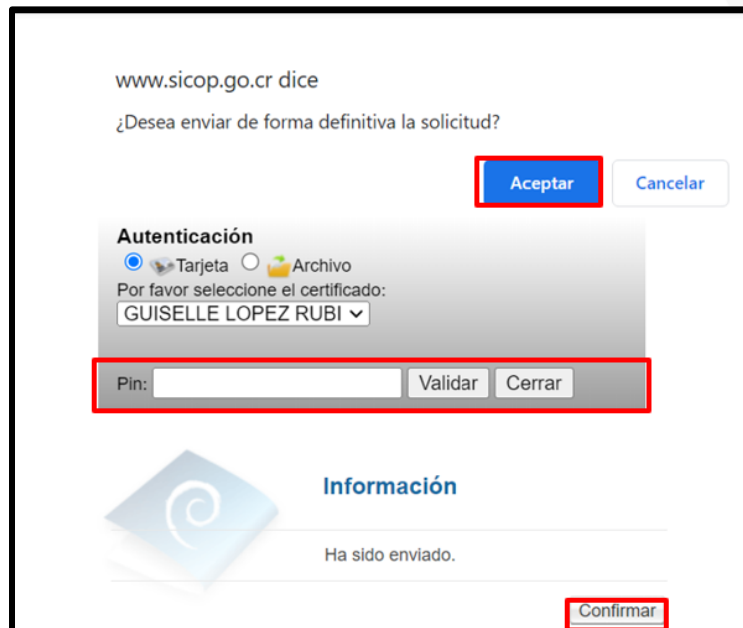 www.sicop.go.cr dice
¿Desea enviar de forma definitiva la solicitud?
Aceptar Cancelar
Autenticación
Tarjeta Archivo
Por favor seleccione el certificado:
GUISELLE LOPEZ RUBI
Pin: Validar Cerrar
Información
Ha sido enviado.
Confirmar